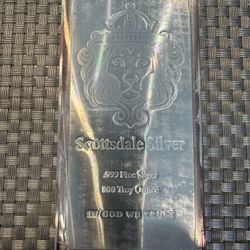 Scottsdale Silver
.999 Fine Silver
100 Troy Ounce
IN GOD WE TRUST